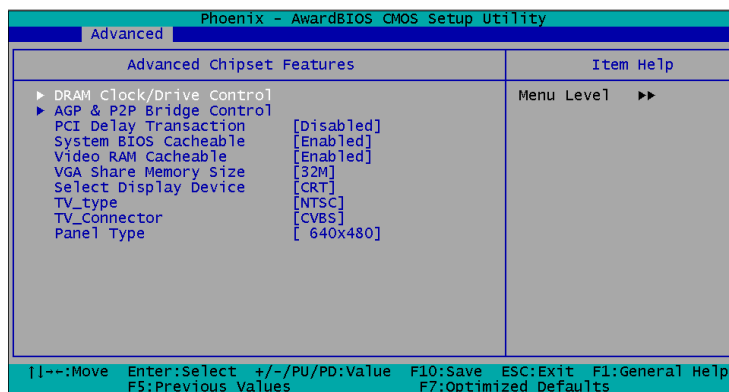 Phoenix - AwardBIOS CMOS Setup Utility
Advanced
Advanced Chipset Features
Item Help
▶ DRAM Clock/Drive Control
Menu Level ▶▶
▶ AGP & P2P Bridge Control
PCI Delay Transaction [Disabled]
System BIOS Cacheable [Enabled]
Video RAM Cacheable [Enabled]
VGA Share Memory Size [32M]
Select Display Device [CRT]
TV_type [NTSC]
TV_Connector [CVBS]
Panel Type [ 640x480]
↑↓→←:Move Enter:Select +/-/PU/PD:Value F10:Save ESC:Exit F1:General Help
F5:Previous Values F7:Optimized Defaults